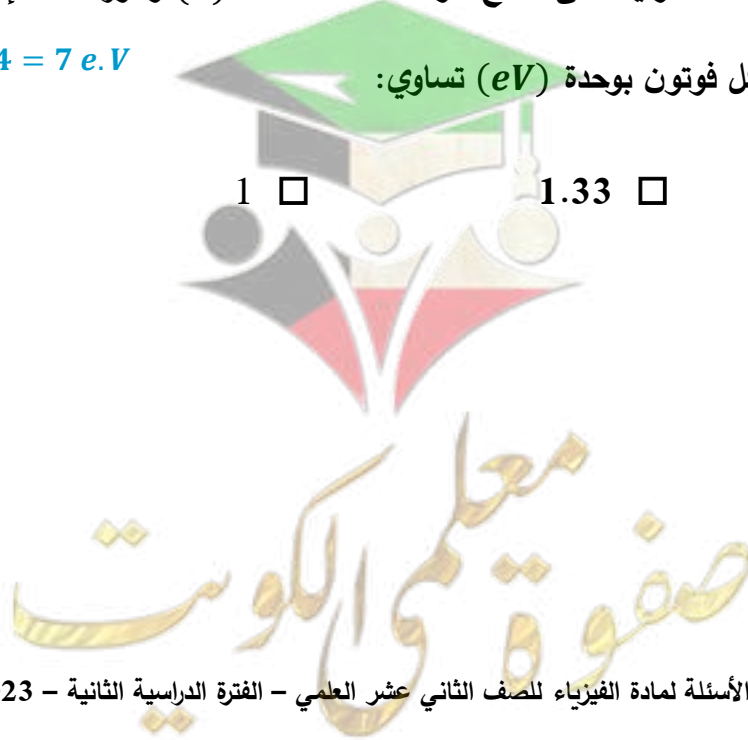 4 = 7 e.V
فوتون بوحدة (eV) تساوي:
1.33 □ 1 □
صفوة معلمي الكويت
الأسئلة لمادة الفيزياء للصف الثاني عشر العلمي – الفترة الدراسية الثانية – 23